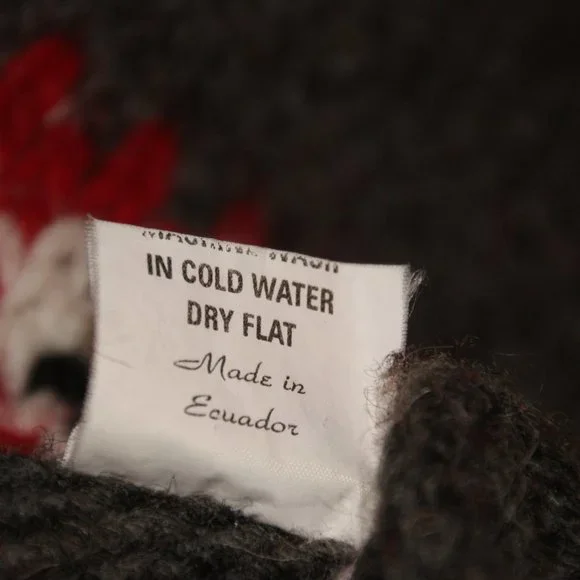 IN COLD WATER
DRY FLAT
Made in
Ecuador